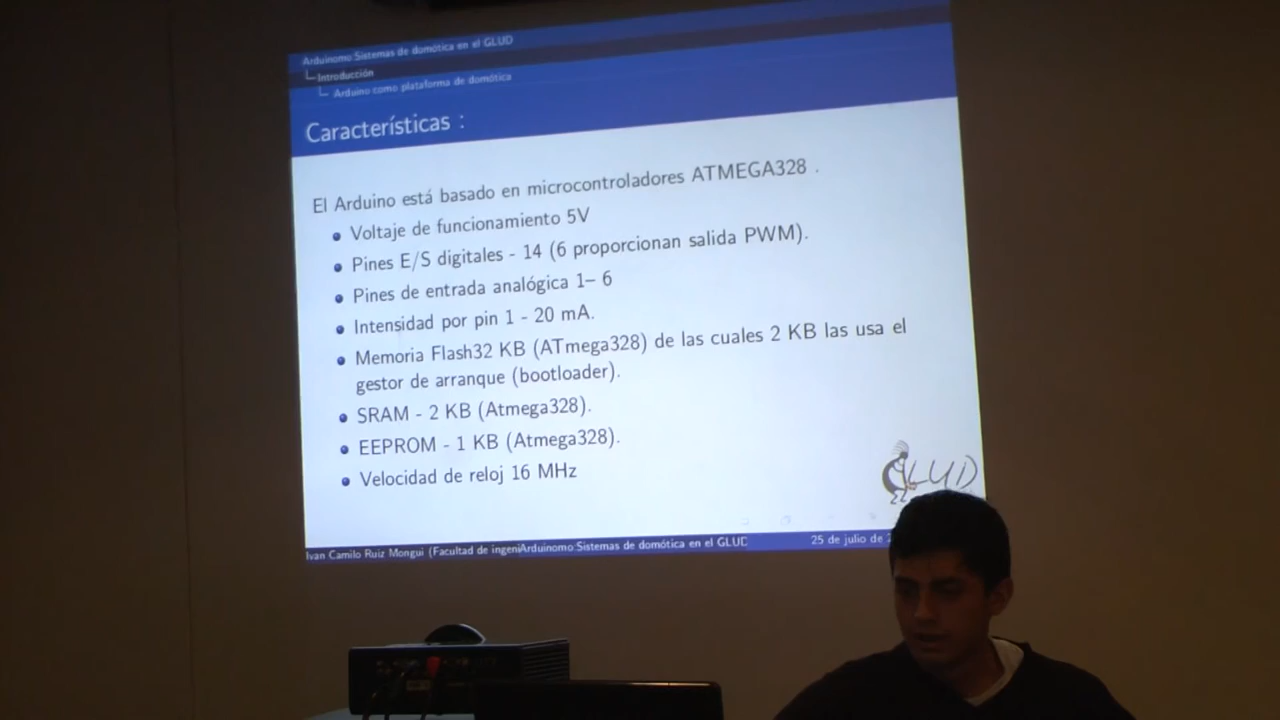 Arduinomo Sistemas de domótica en el GLUD
Introducción
Arduino como plataforma de domótica
Características :
El Arduino está basado en microcontroladores ATMEGA328 .
Voltaje de funcionamiento 5V
Pines E/S digitales - 14 (6 proporcionan salida PWM).
Pines de entrada analógica 1– 6
Intensidad por pin 1 - 20 mA.
Memoria Flash32 KB (ATmega328) de las cuales 2 KB las usa el
gestor de arranque (bootloader).
SRAM - 2 KB (Atmega328).
EEPROM - 1 KB (Atmega328).
Velocidad de reloj 16 MHz
GLUD
Ivan Camilo Ruiz Mongui (Facultad de ingeni Arduinomo Sistemas de domótica en el GLUD 25 de julio de